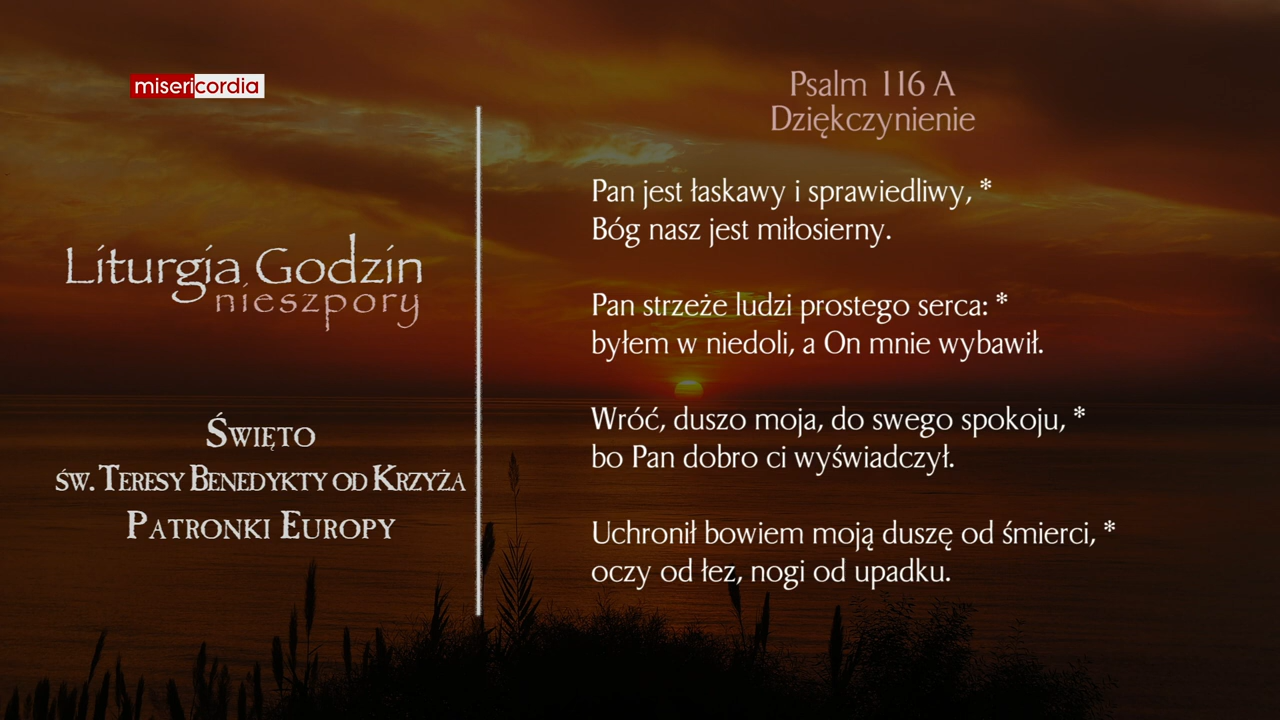 misericordia
Liturgia Godzin
nieszpory
Święto
św. Teresy Benedykty od Krzyża
Patronki Europy
Psalm 116 A
Dziękczynienie
Pan jest łaskawy i sprawiedliwy, *
Bóg nasz jest miłosierny.
Pan strzeże ludzi prostego serca: *
byłem w niedoli, a On mnie wybawił.
Wróć, duszo moja, do swego spokoju, *
bo Pan dobro ci wyświadczył.
Uchronił bowiem moją duszę od śmierci, *
oczy od łez, nogi od upadku.